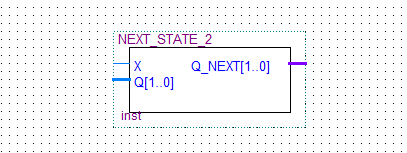 NEXT_STATE_2
X Q_NEXT[1..0]
Q[1..0]
inst